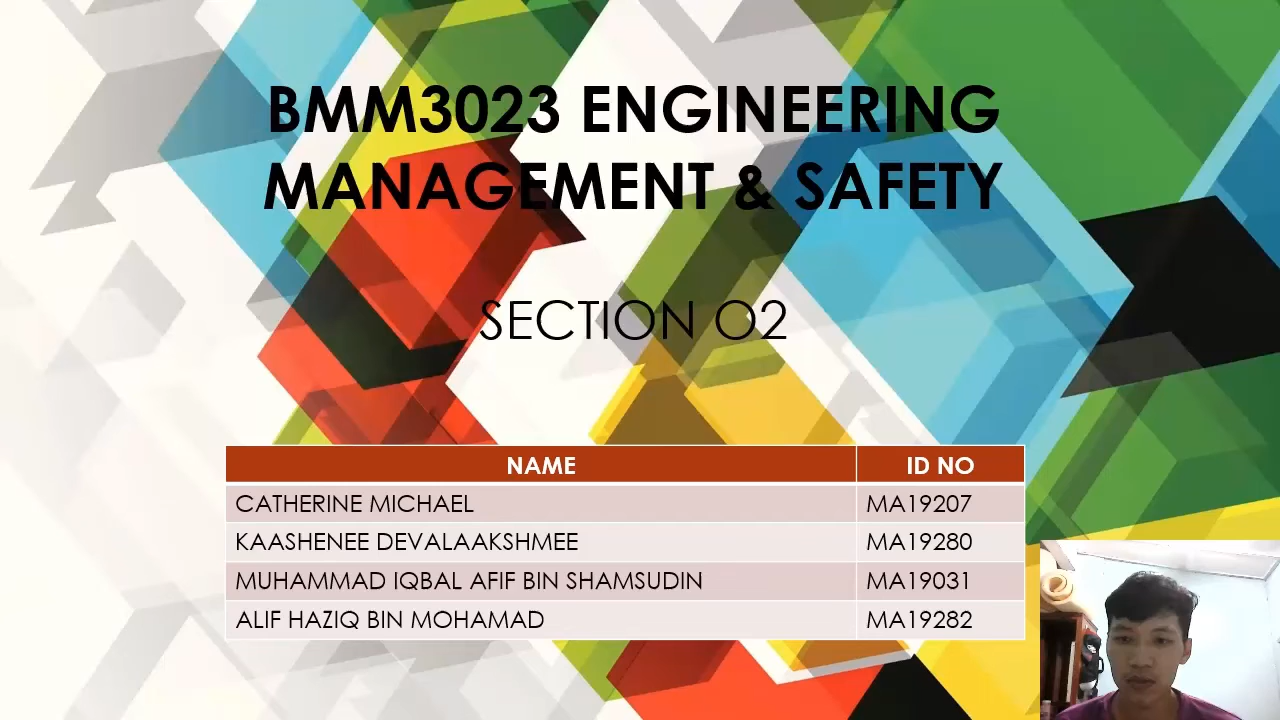 BMM3023 ENGINEERING
MANAGEMENT & SAFETY
SECTION O2
NAME ID NO
CATHERINE MICHAEL MA19207
KAASHENEE DEVALAAKSHMEE MA19280
MUHAMMAD IQBAL AFIF BIN SHAMSUDIN MA19031
ALIF HAZIQ BIN MOHAMAD MA19282